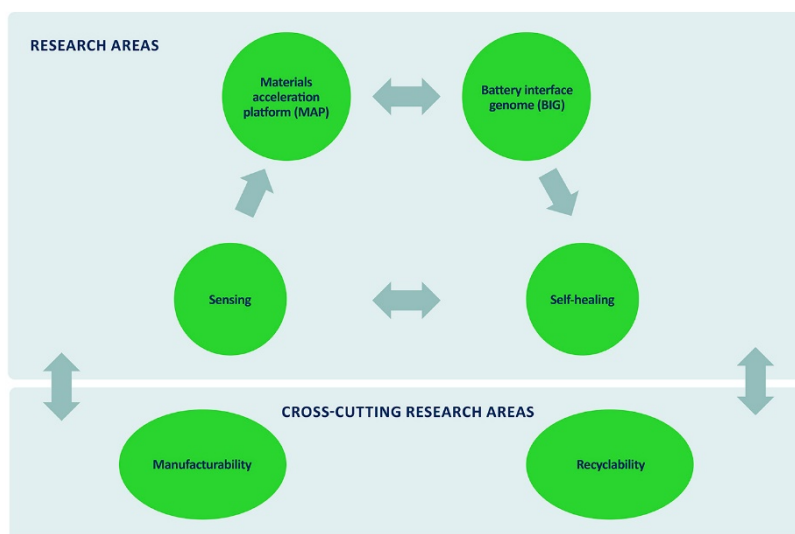 RESEARCH AREAS
Materials
acceleration
platform (MAP)
Battery interface
genome (BIG)
Sensing
Self-healing
CROSS-CUTTING RESEARCH AREAS
Manufacturability
Recyclability